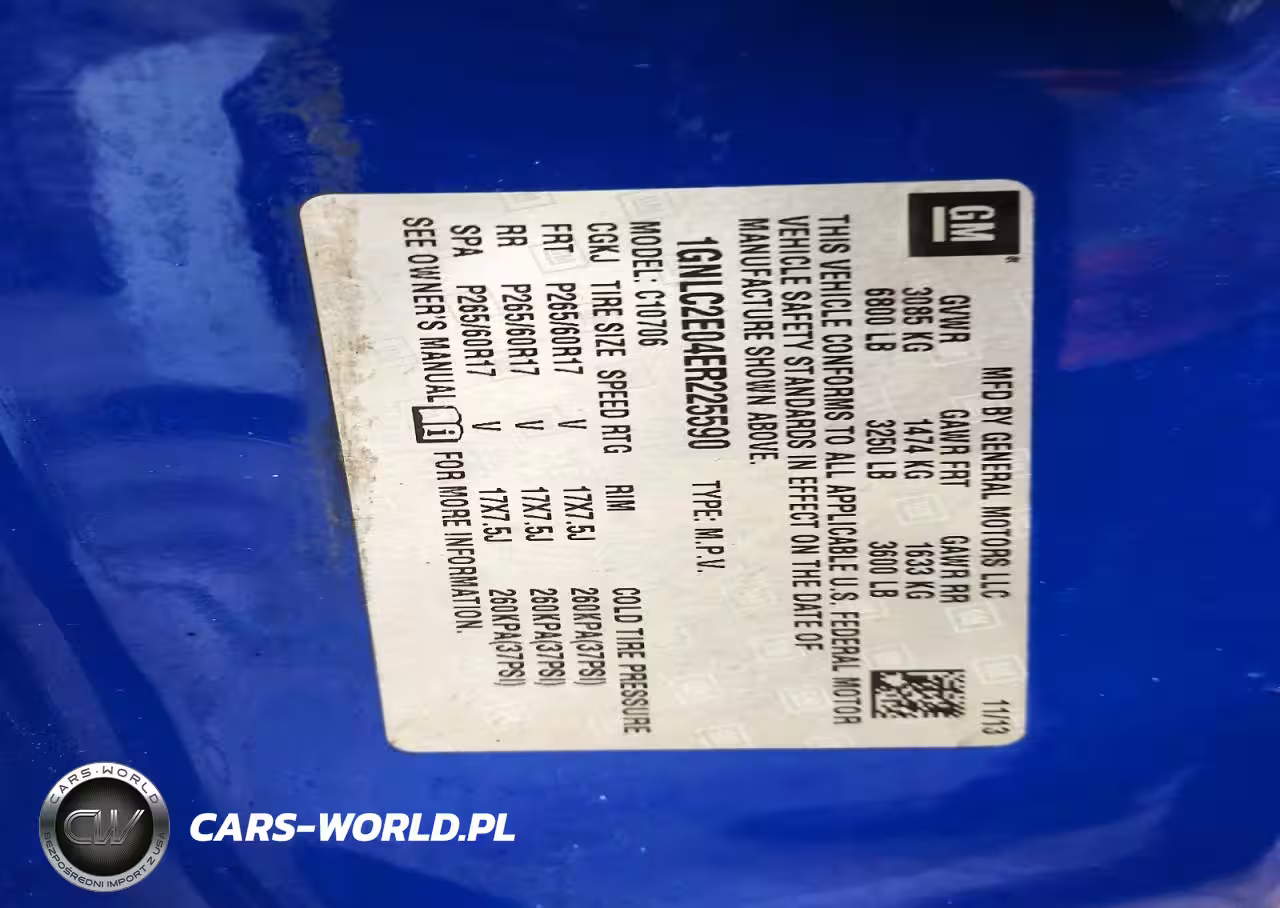 GM
MFD BY GENERAL MOTORS LLC 11/13
GVWR GAWR FRT GAWR RR
3085 KG 1474 KG 1633 KG
6800 LB 3250 LB 3600 LB
THIS VEHICLE CONFORMS TO ALL APPLICABLE U.S. FEDERAL MOTOR
VEHICLE SAFETY STANDARDS IN EFFECT ON THE DATE OF
MANUFACTURE SHOWN ABOVE.
1GNLC2E04ER225590 TYPE: M.P.V.
MODEL: C10706
CGKJ TIRE SIZE SPEED RTG RIM COLD TIRE PRESSURE
FRT P265/60R17 V 17X7.5J 260KPA(37PSI)
RR P265/60R17 V 17X7.5J 260KPA(37PSI)
SPA P265/60R17 V 17X7.5J 260KPA(37PSI)
SEE OWNER'S MANUAL FOR MORE INFORMATION.
CARS-WORLD
CW
BEZPOŚREDNI IMPORT Z USA
CARS-WORLD.PL